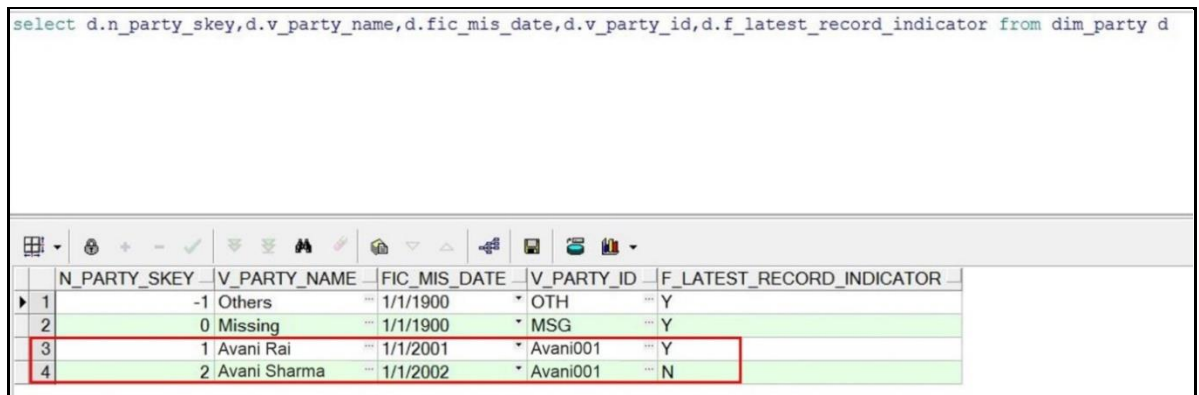 select d.n_party_skey,d.v_party_name,d.fic_mis_date,d.v_party_id,d.f_latest_record_indicator from dim_party d
N_PARTY_SKEY V_PARTY_NAME FIC_MIS_DATE V_PARTY_ID F_LATEST_RECORD_INDICATOR
1 -1 Others 1/1/1900 OTH Y
2 0 Missing 1/1/1900 MSG Y
3 1 Avani Rai 1/1/2001 Avani001 Y
4 2 Avani Sharma 1/1/2002 Avani001 N